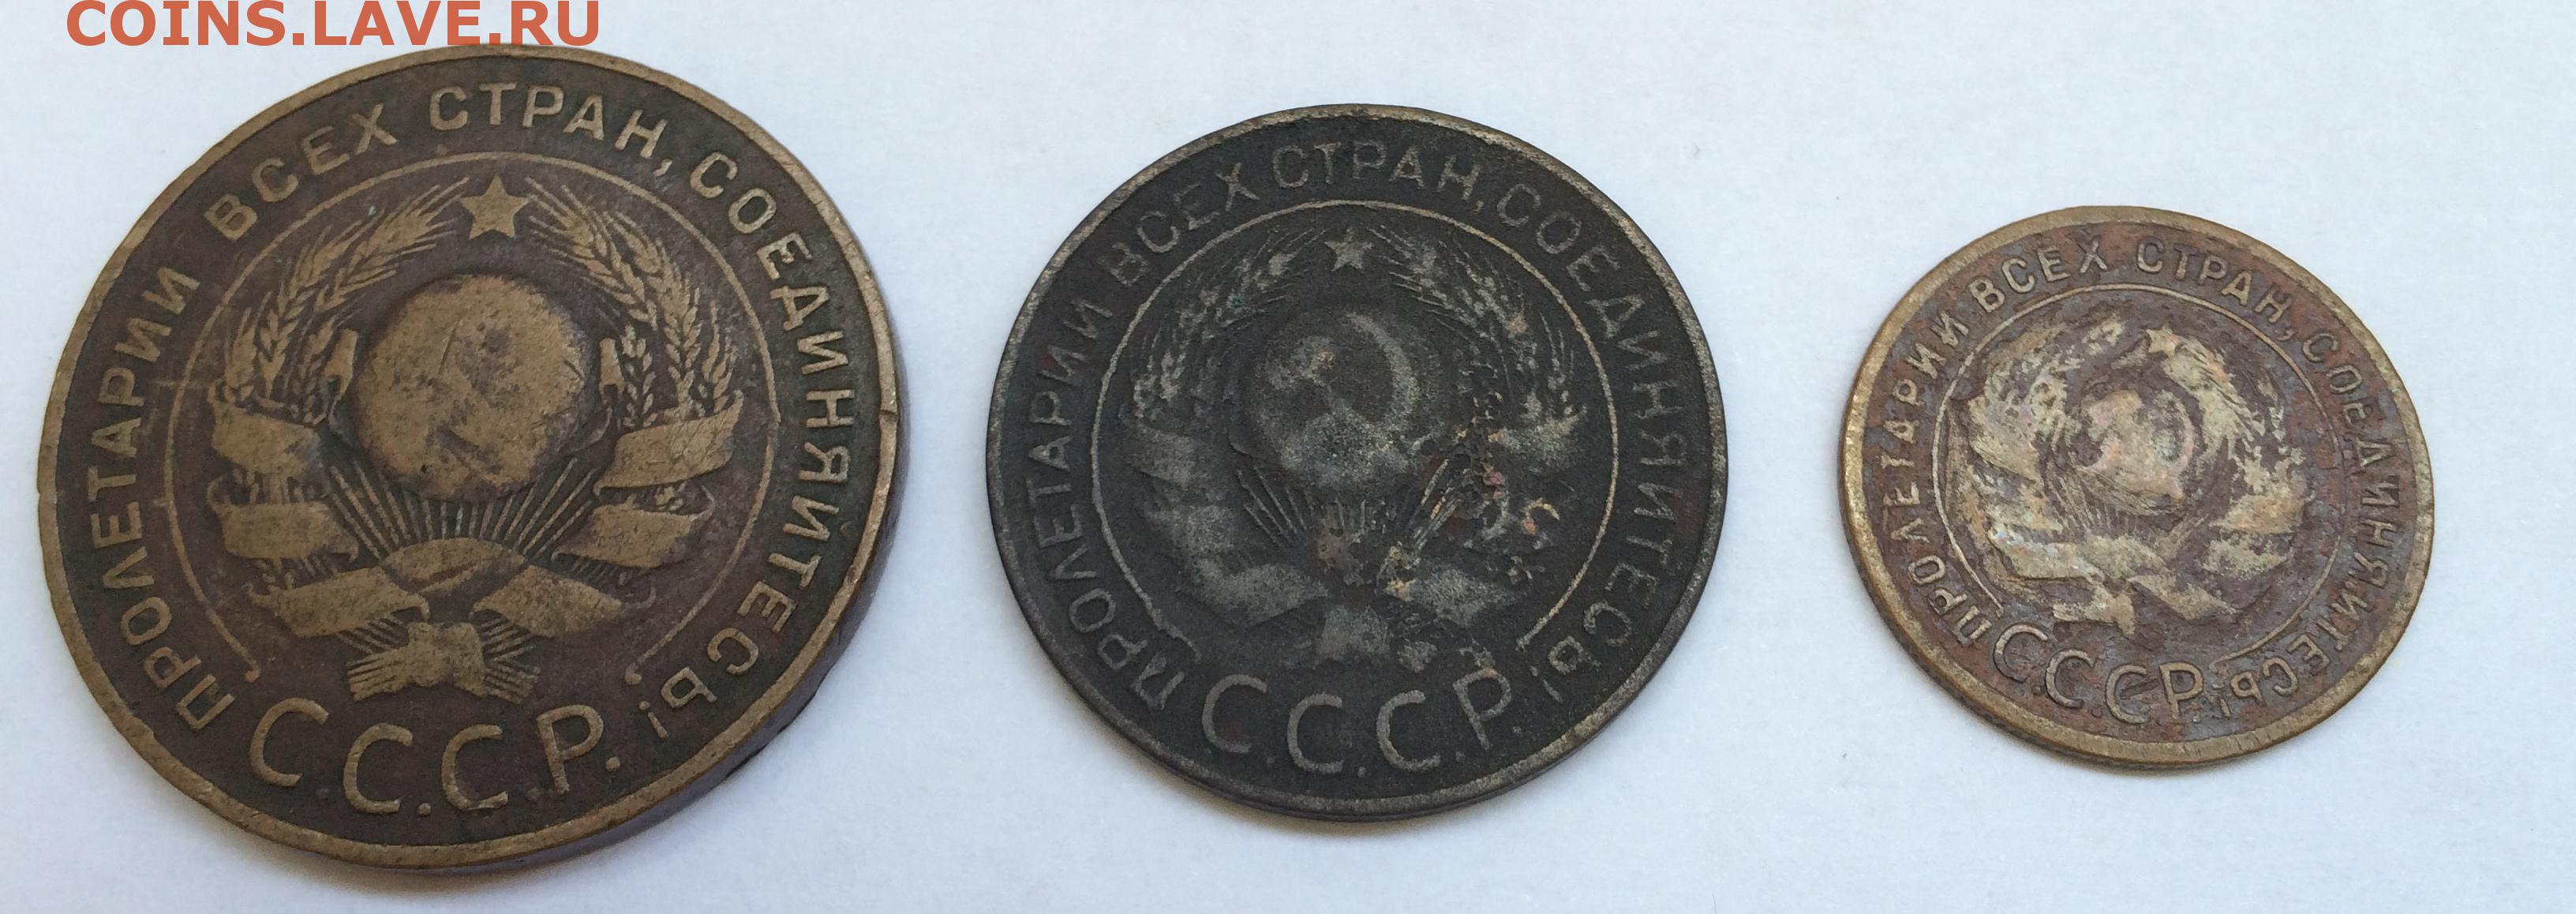 COINS.LAVE.RU
ПРОЛЕТАРИИ ВСЕХ СТРАН, СОЕДИНЯЙТЕСЬ!
С.С.С.Р.
ПРОЛЕТАРИИ ВСЕХ СТРАН, СОЕДИНЯЙТЕСЬ!
С.С.С.Р.
ПРОЛЕТАРИИ ВСЕХ СТРАН, СОЕДИНЯЙТЕСЬ!
С.С.С.Р.